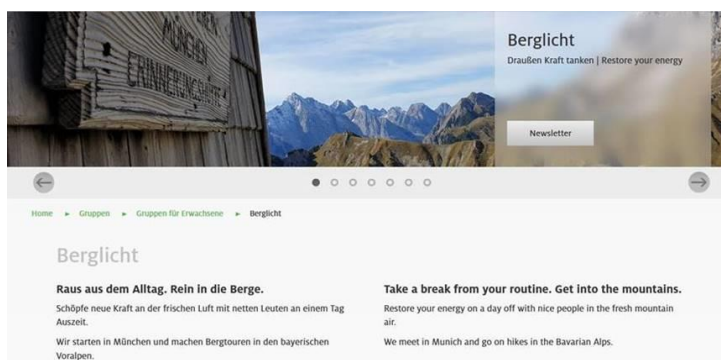 MÜNCHEN
ERINNERUNGSHÜTTE
Berglicht
Draußen Kraft tanken | Restore your energy
Newsletter
Home ► Gruppen ► Gruppen für Erwachsene ► Berglicht
Berglicht
Raus aus dem Alltag. Rein in die Berge.
Schöpfe neue Kraft an der frischen Luft mit netten Leuten an einem Tag
Auszeit.
Wir starten in München und machen Bergtouren in den bayerischen
Voralpen.
Take a break from your routine. Get into the mountains.
Restore your energy on a day off with nice people in the fresh mountain
air.
We meet in Munich and go on hikes in the Bavarian Alps.